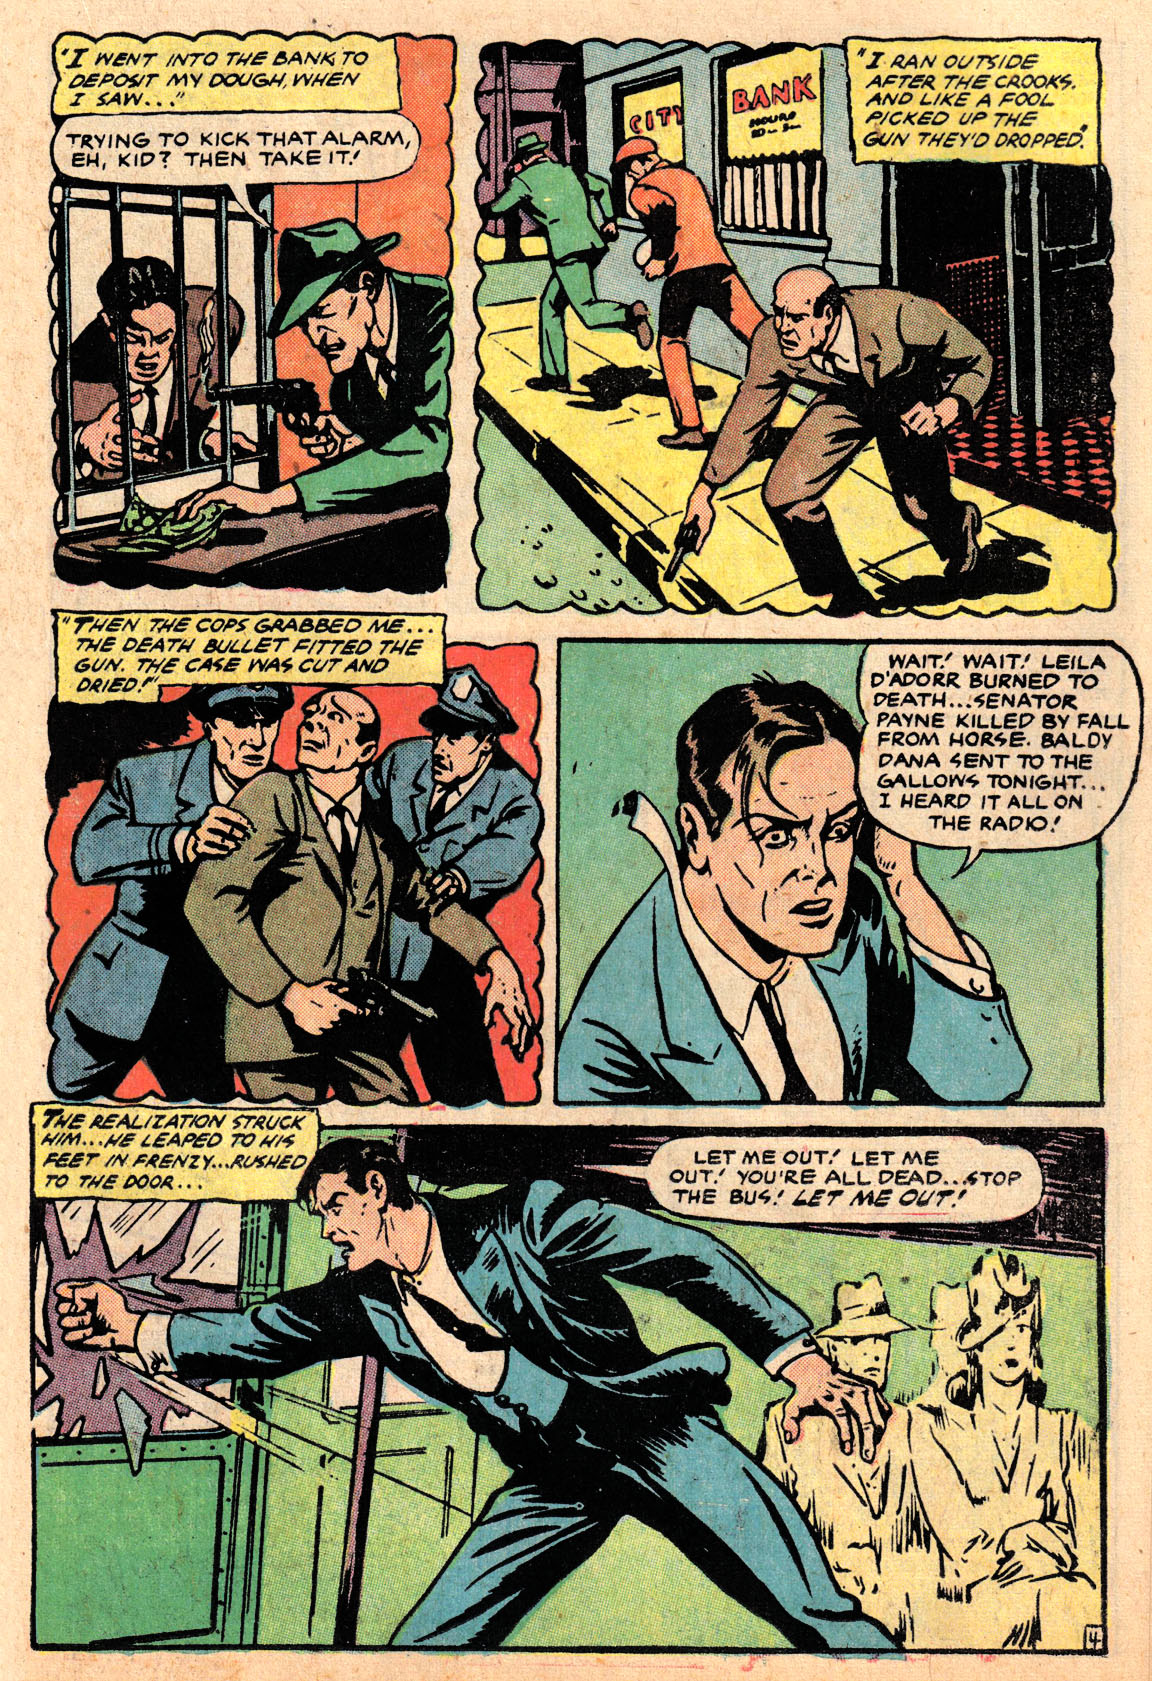 "I WENT INTO THE BANK TO
DEPOSIT MY DOUGH, WHEN
I SAW..."
TRYING TO KICK THAT ALARM,
EH, KID? THEN TAKE IT!
CITY
BANK
HOURS
"I RAN OUTSIDE
AFTER THE CROOKS.
AND LIKE A FOOL
PICKED UP THE
GUN THEY'D DROPPED."
"THEN THE COPS GRABBED ME...
THE DEATH BULLET FITTED THE
GUN. THE CASE WAS CUT AND
DRIED!"
WAIT! WAIT! LEILA
D'ADORR BURNED TO
DEATH...SENATOR
PAYNE KILLED BY FALL
FROM HORSE. BALDY
DANA SENT TO THE
GALLOWS TONIGHT...
I HEARD IT ALL ON
THE RADIO!
THE REALIZATION STRUCK
HIM...HE LEAPED TO HIS
FEET IN FRENZY...RUSHED
TO THE DOOR...
LET ME OUT! LET ME
OUT! YOU'RE ALL DEAD...STOP
THE BUS! LET ME OUT!
4